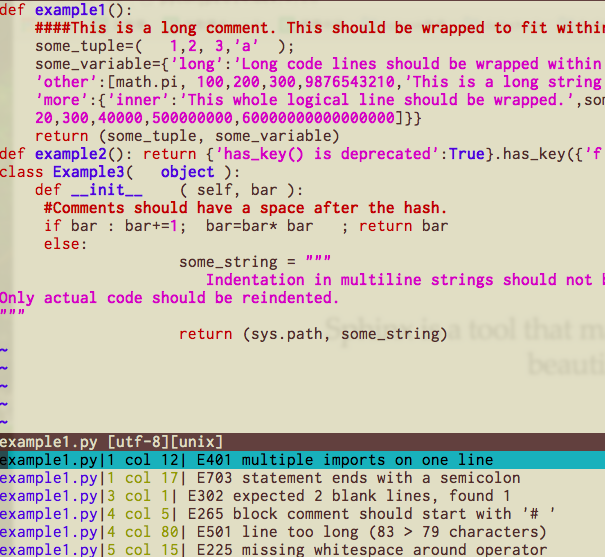 def example1():
    ####This is a long comment. This should be wrapped to fit within
    some_tuple=(   1,2, 3,'a'  );
    some_variable={'long':'Long code lines should be wrapped within
    'other':[math.pi, 100,200,300,9876543210,'This is a long string
    'more':{'inner':'This whole logical line should be wrapped.',som
    20,300,40000,500000000,60000000000000000]}}
    return (some_tuple, some_variable)
def example2(): return {'has_key() is deprecated':True}.has_key({'f
class Example3(   object ):
    def __init__    ( self, bar ):
     #Comments should have a space after the hash.
     if bar : bar+=1;  bar=bar* bar   ; return bar
     else:
                    some_string = """
                       Indentation in multiline strings should not b
Only actual code should be reindented.
"""
                    return (sys.path, some_string)
Sphinx is a tool that m
beauti
~
~
~
~
~
example1.py [utf-8][unix]
example1.py|1 col 12| E401 multiple imports on one line
example1.py|1 col 17| E703 statement ends with a semicolon
example1.py|3 col 1| E302 expected 2 blank lines, found 1
example1.py|4 col 5| E265 block comment should start with '# '
example1.py|4 col 80| E501 line too long (83 > 79 characters)
example1.py|5 col 15| E225 missing whitespace around operator